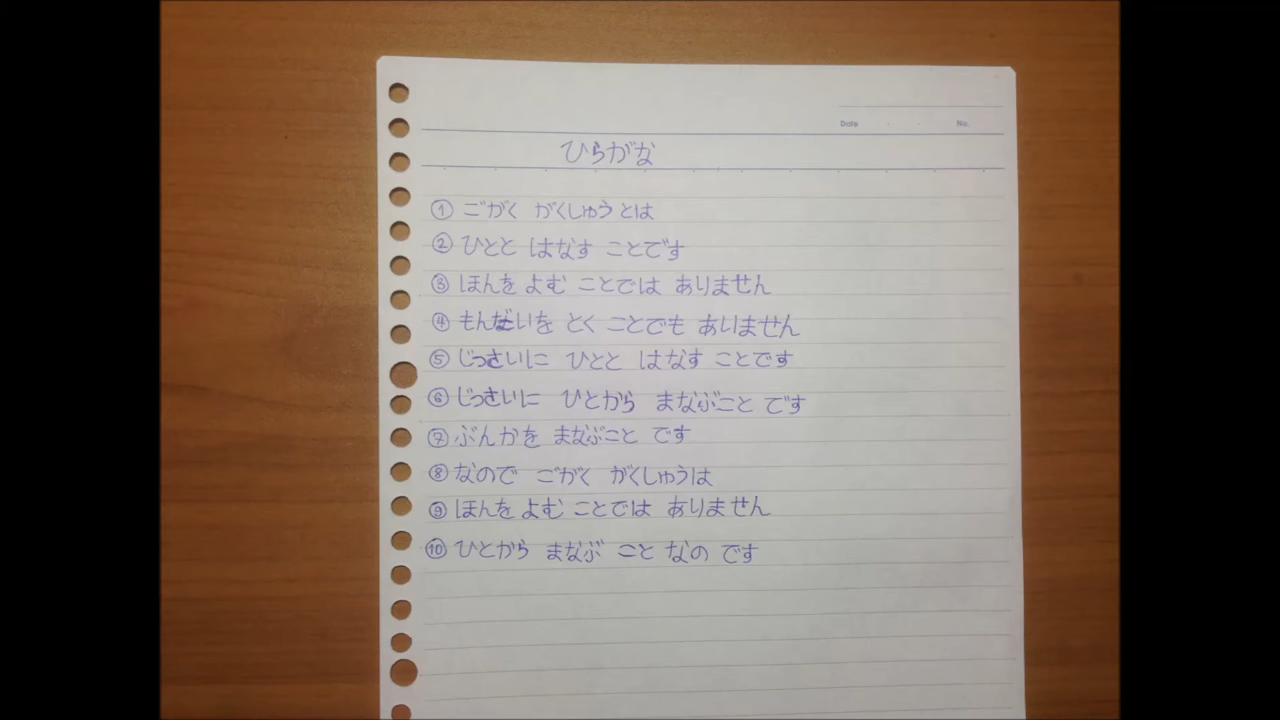 Date . . No.
ひらがな
① ごがく がくしゅうとは
② ひとと はなす ことです
③ ほんを よむ ことでは ありません
④ もんだいを とく ことでも ありません
⑤ じっさいに ひとと はなす ことです
⑥ じっさいに ひとから まなぶこと です
⑦ ぶんかを まなぶこと です
⑧ なので ごがく がくしゅうは
⑨ ほんを よむ ことでは ありません
⑩ ひとから まなぶ こと なの です